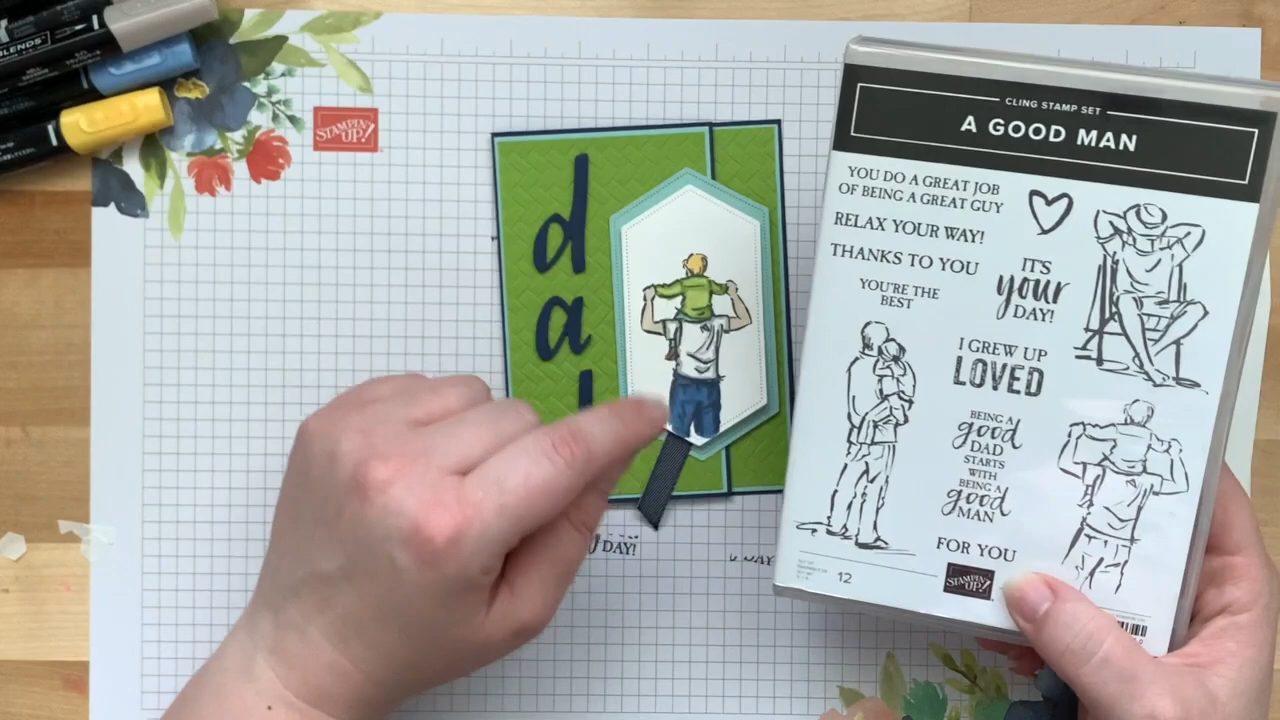 BLENDS
STAMPIN' UP!
d
a
DAY!
CLING STAMP SET
A GOOD MAN
YOU DO A GREAT JOB
OF BEING A GREAT GUY
RELAX YOUR WAY!
THANKS TO YOU
YOU'RE THE
BEST
IT'S
your
DAY!
I GREW UP
LOVED
BEING A
good
DAD
STARTS
WITH
BEING A
good
MAN
FOR YOU
12
STAMPIN' UP!